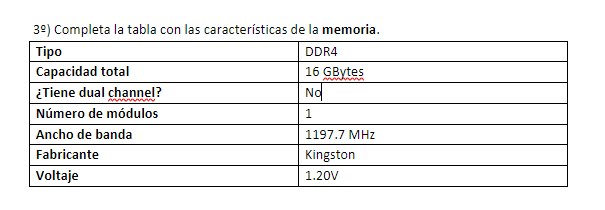 3º) Completa la tabla con las características de la memoria.
Tipo DDR4
Capacidad total 16 GBytes
¿Tiene dual channel? No
Número de módulos 1
Ancho de banda 1197.7 MHz
Fabricante Kingston
Voltaje 1.20V